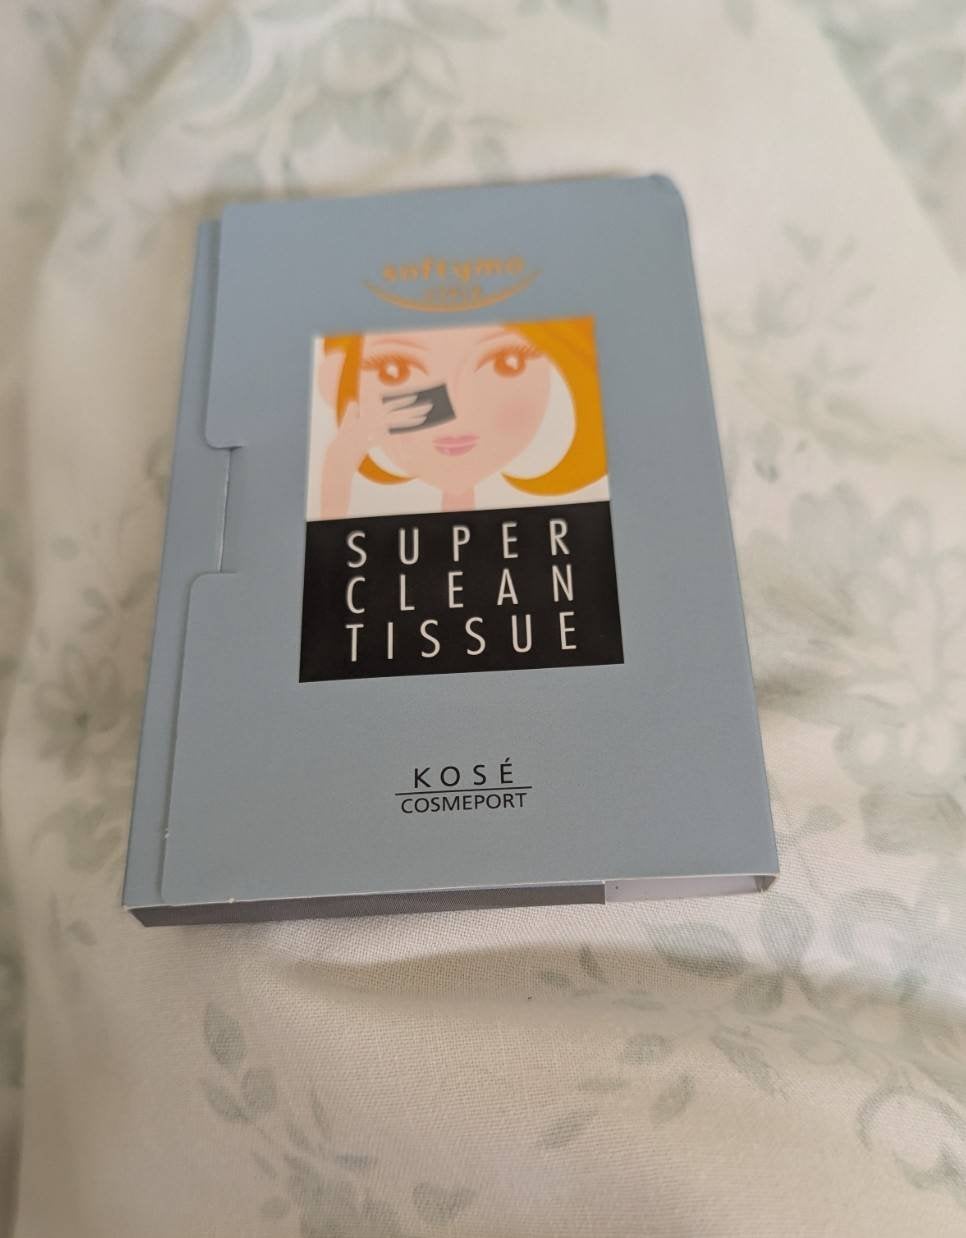 softymo
SUPER
CLEAN
TISSUE
KOSÉ
COSMEPORT